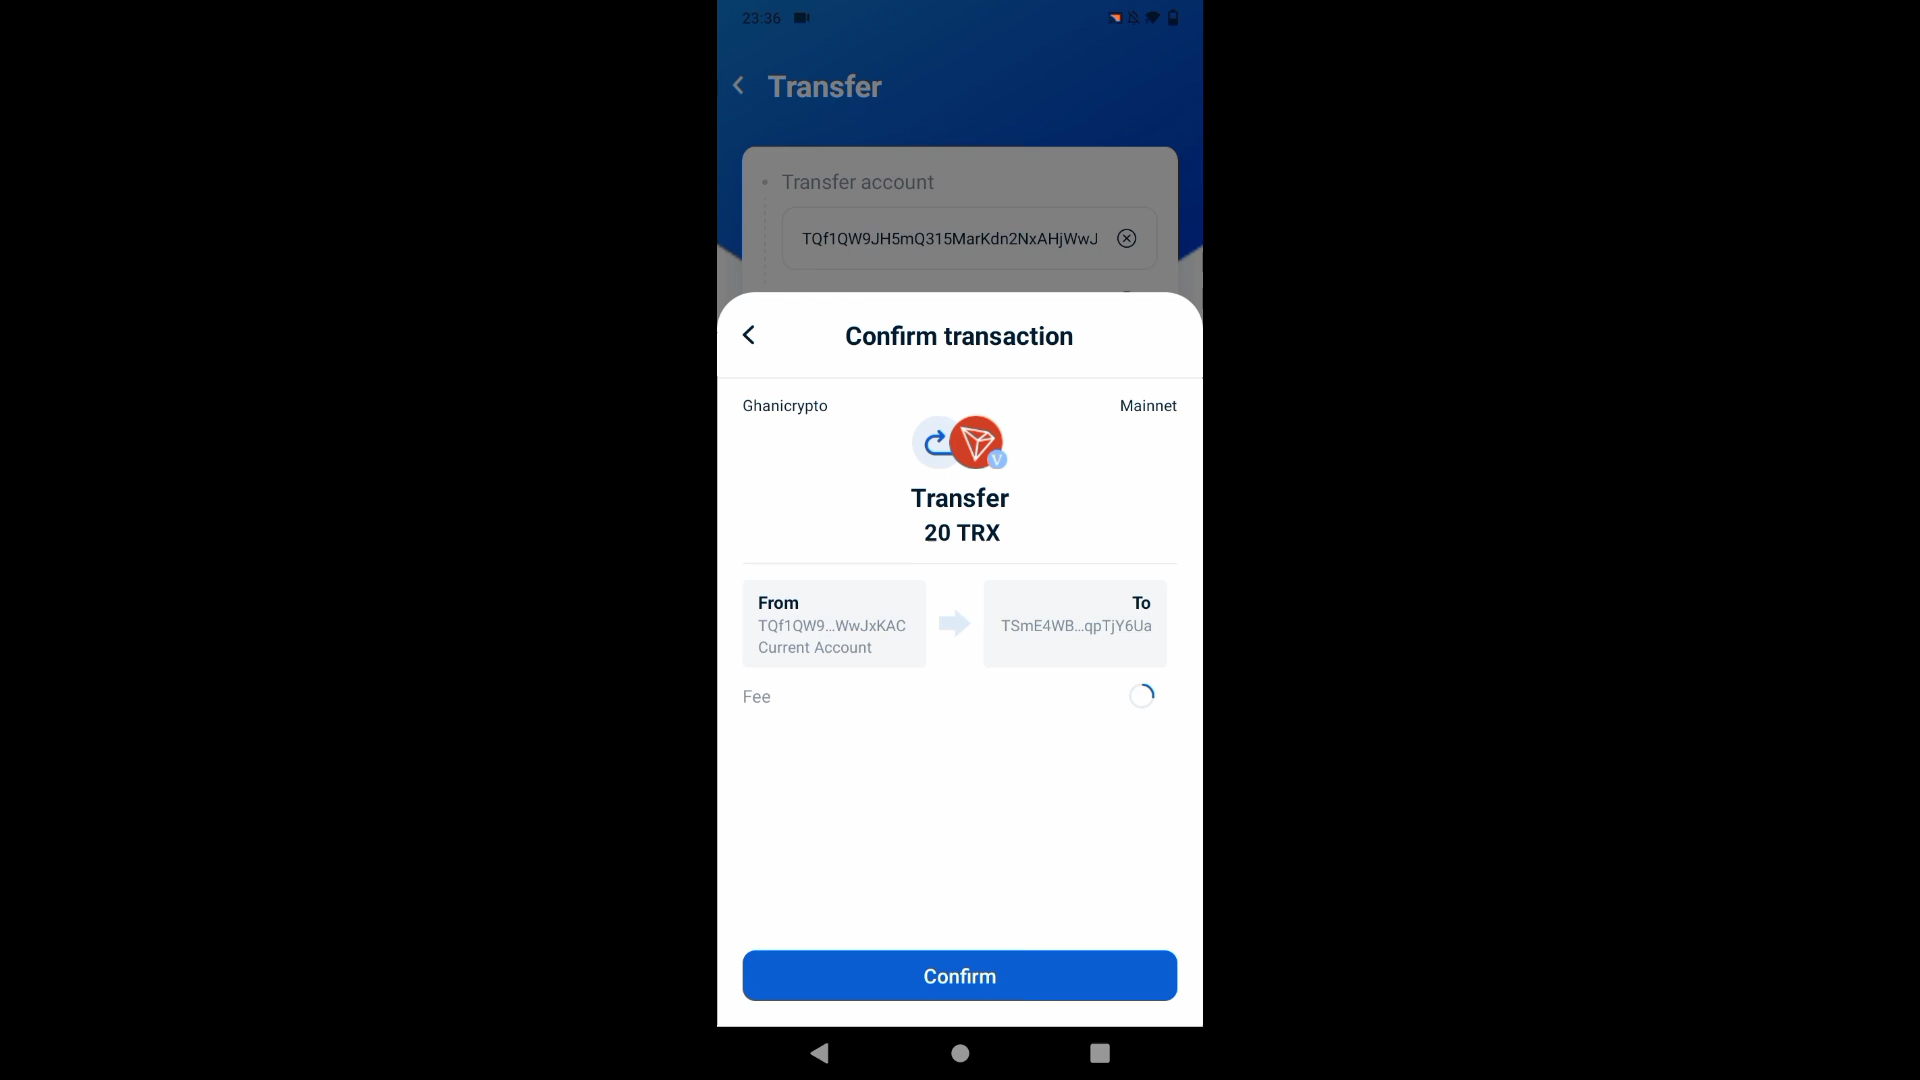 23:36
Transfer
Transfer account
TQf1QW9JH5mQ315MarKdn2NxAHjWwJ
Confirm transaction
Ghanicrypto
Mainnet
V
Transfer
20 TRX
From
TQf1QW9...WwJxKAC
Current Account
To
TSmE4WB...qpTjY6Ua
Fee
Confirm